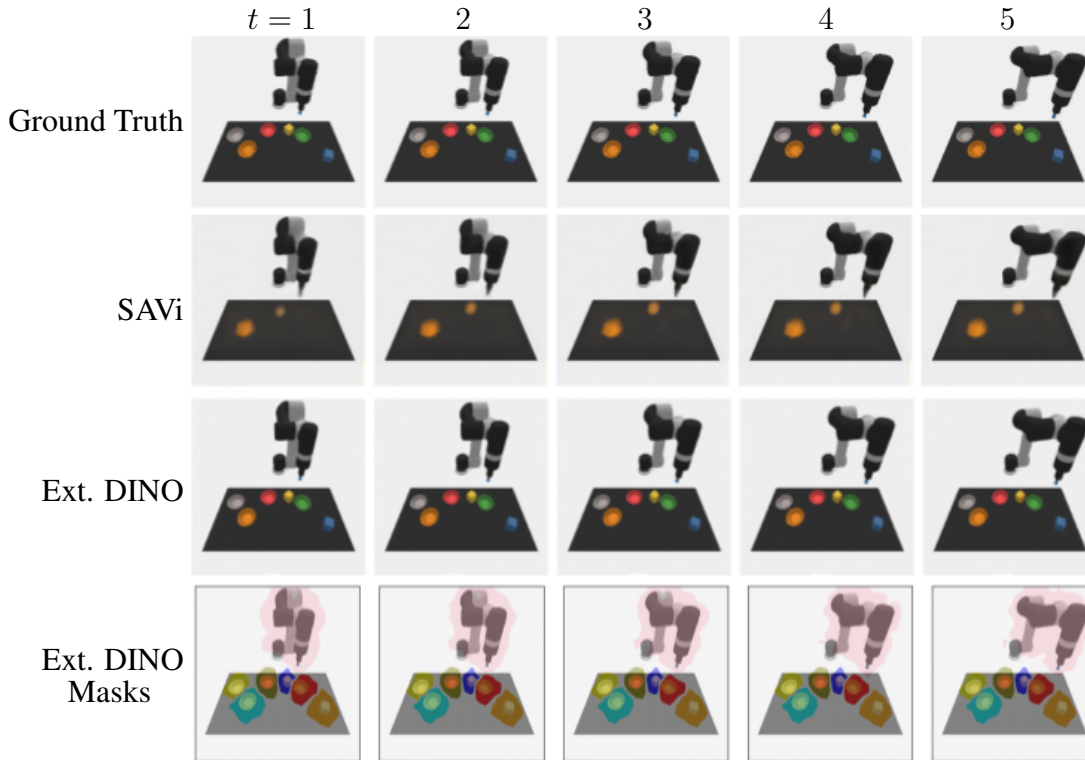 t = 1 2 3 4 5
Ground Truth
SAVi
Ext. DINO
Ext. DINO
Masks